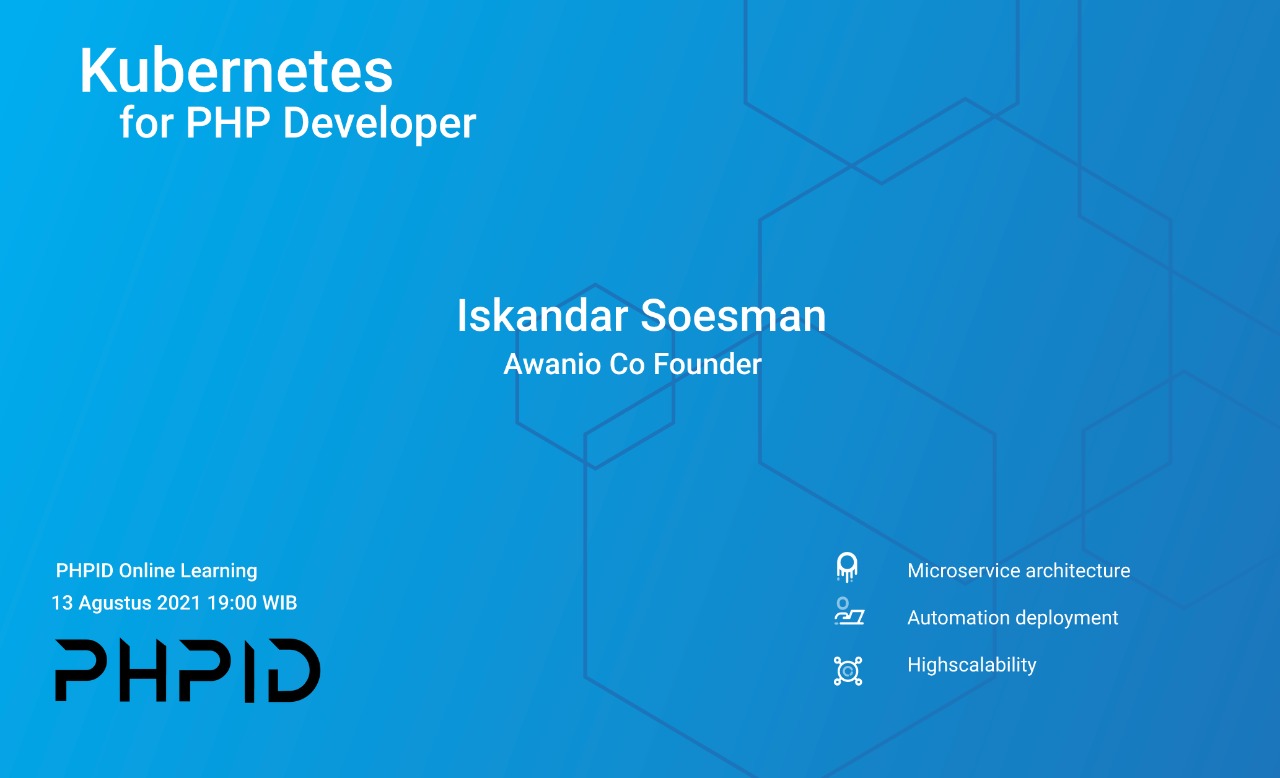 Kubernetes
for PHP Developer
Iskandar Soesman
Awanio Co Founder
PHPID Online Learning
13 Agustus 2021 19:00 WIB
PHPID
Microservice architecture
Automation deployment
Highscalability